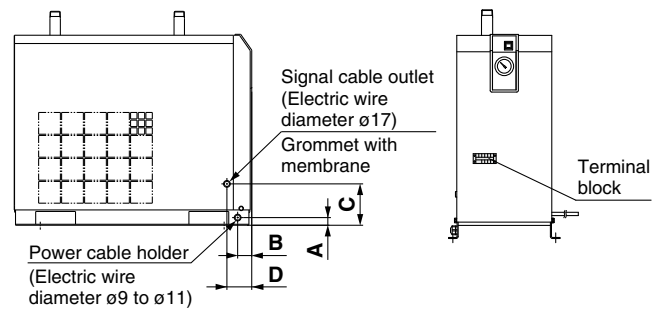 Signal cable outlet
(Electric wire
diameter ø17)
Grommet with
membrane
Terminal
block
C
B
A
D
Power cable holder
(Electric wire
diameter ø9 to ø11)